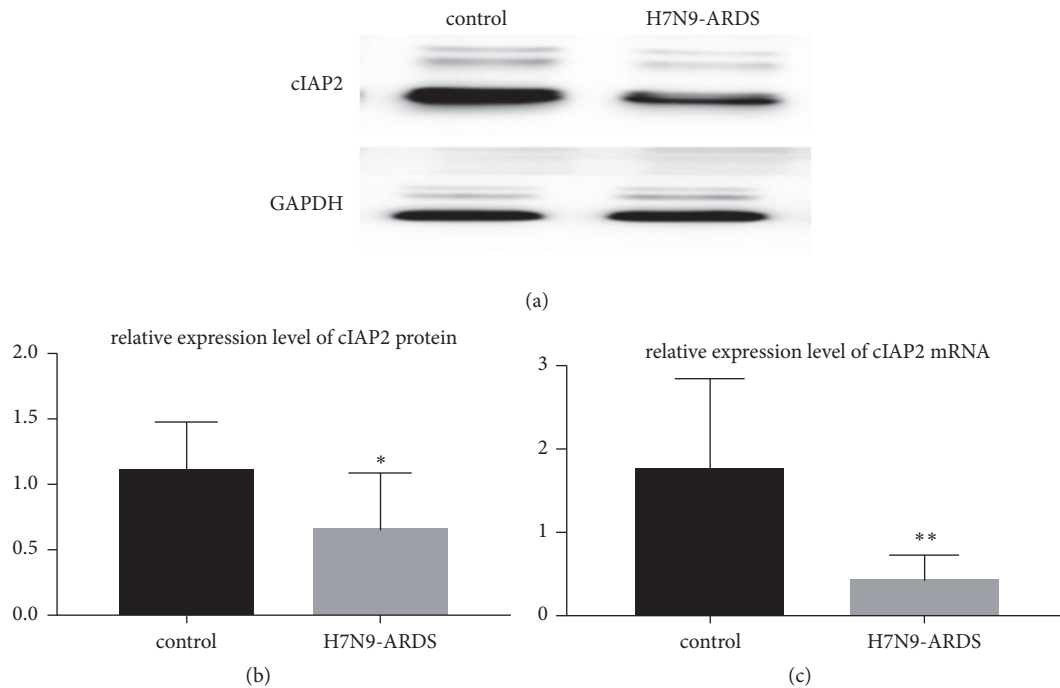 control H7N9-ARDS
cIAP2
GAPDH
(a)
relative expression level of cIAP2 protein
2.0
1.5
1.0
0.5
0.0
*
control H7N9-ARDS
(b)
relative expression level of cIAP2 mRNA
3
2
1
0
**
control H7N9-ARDS
(c)